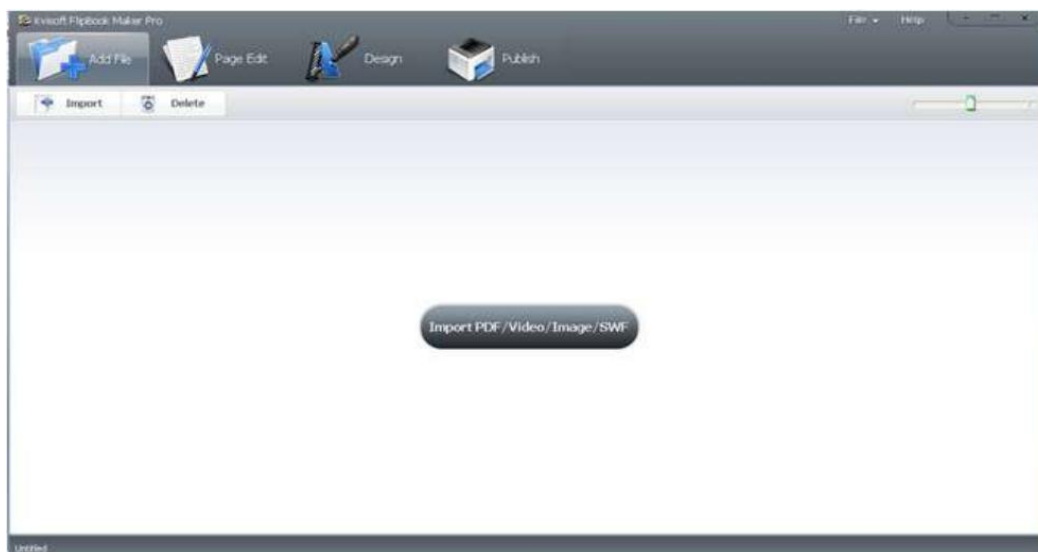 Kvisoft FlipBook Maker Pro
File Help
Add File Page Edit Design Publish
Import Delete
Import PDF/Video/Image/SWF
Untitled